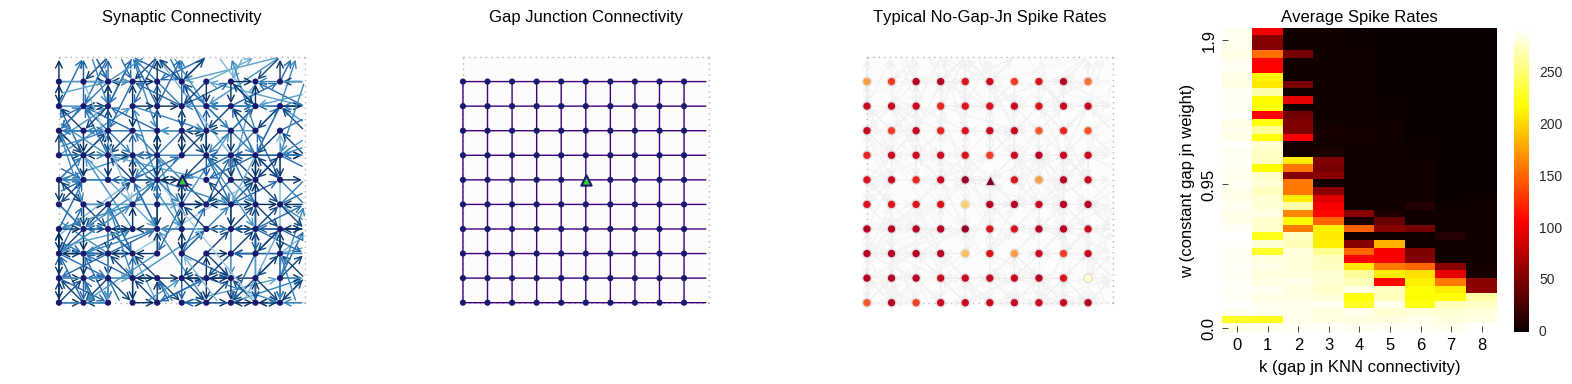 Synaptic Connectivity
Gap Junction Connectivity
Typical No-Gap-Jn Spike Rates
Average Spike Rates
w (constant gap jn weight)
1.9
0.95
0.0
0 1 2 3 4 5 6 7 8
k (gap jn KNN connectivity)
250
200
150
100
50
0